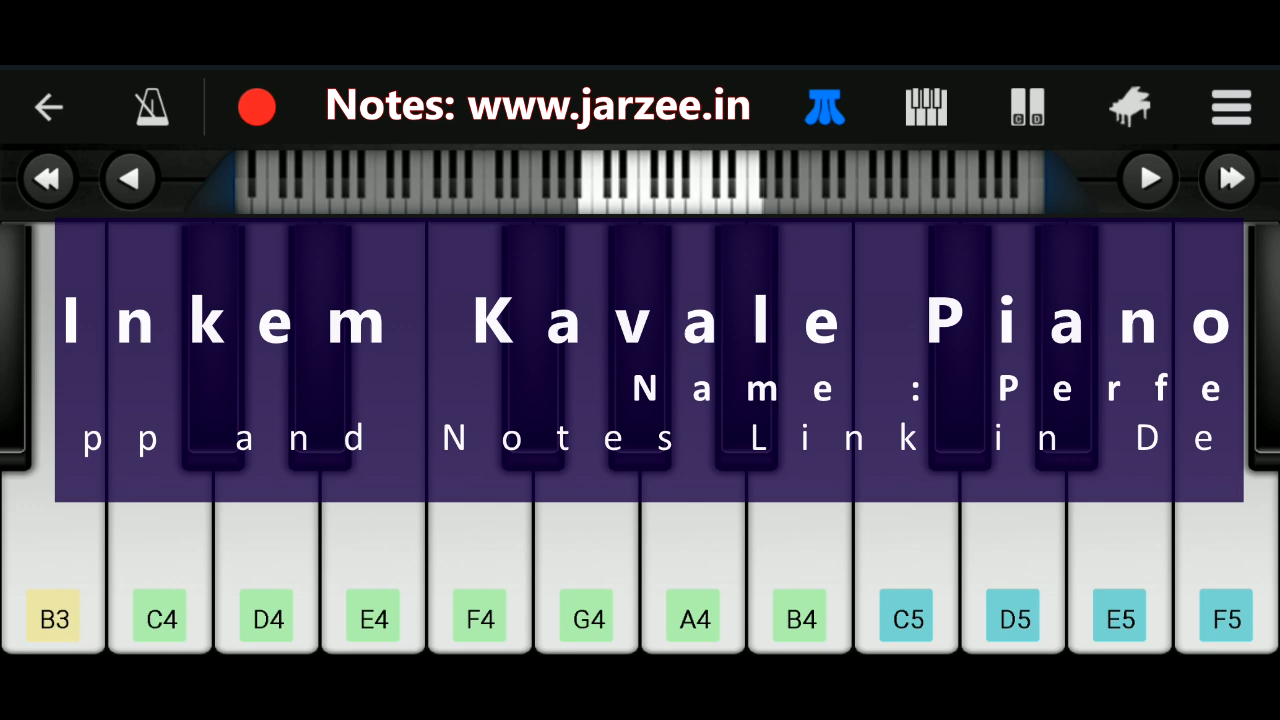 Notes: www.jarzee.in
Inkem Kavale Piano
Name : Perfe
pp and Notes Link in De
B3 C4 D4 E4 F4 G4 A4 B4 C5 D5 E5 F5